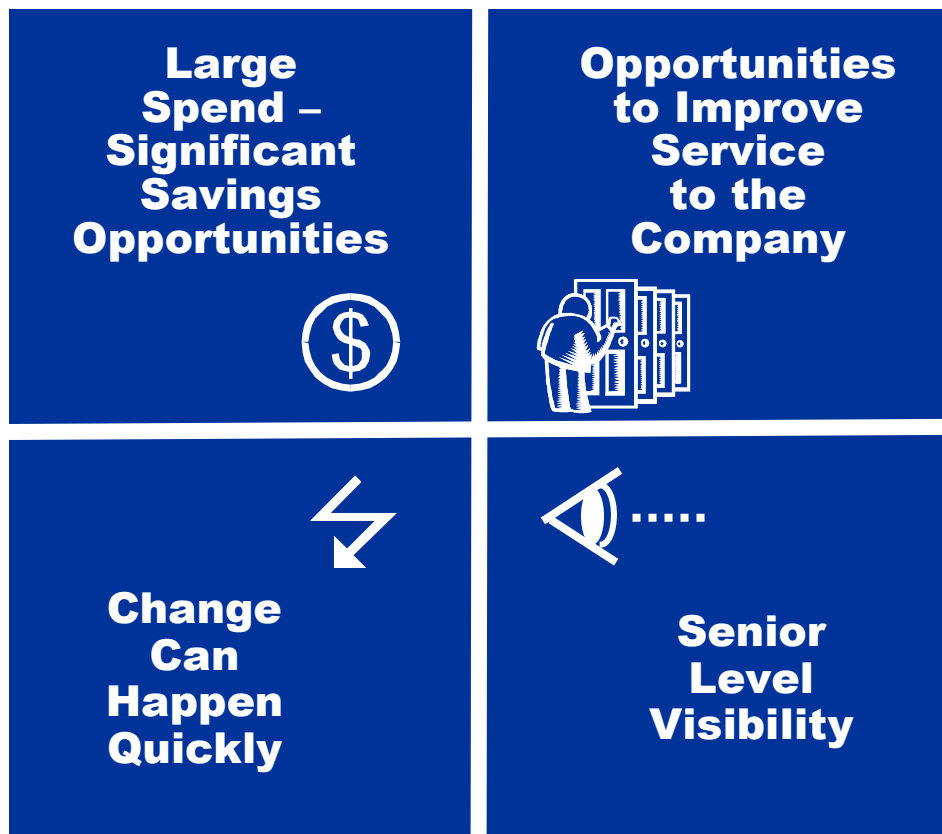 Large
Spend –
Significant
Savings
Opportunities
$
Opportunities
to Improve
Service
to the
Company
Change
Can
Happen
Quickly
Senior
Level
Visibility